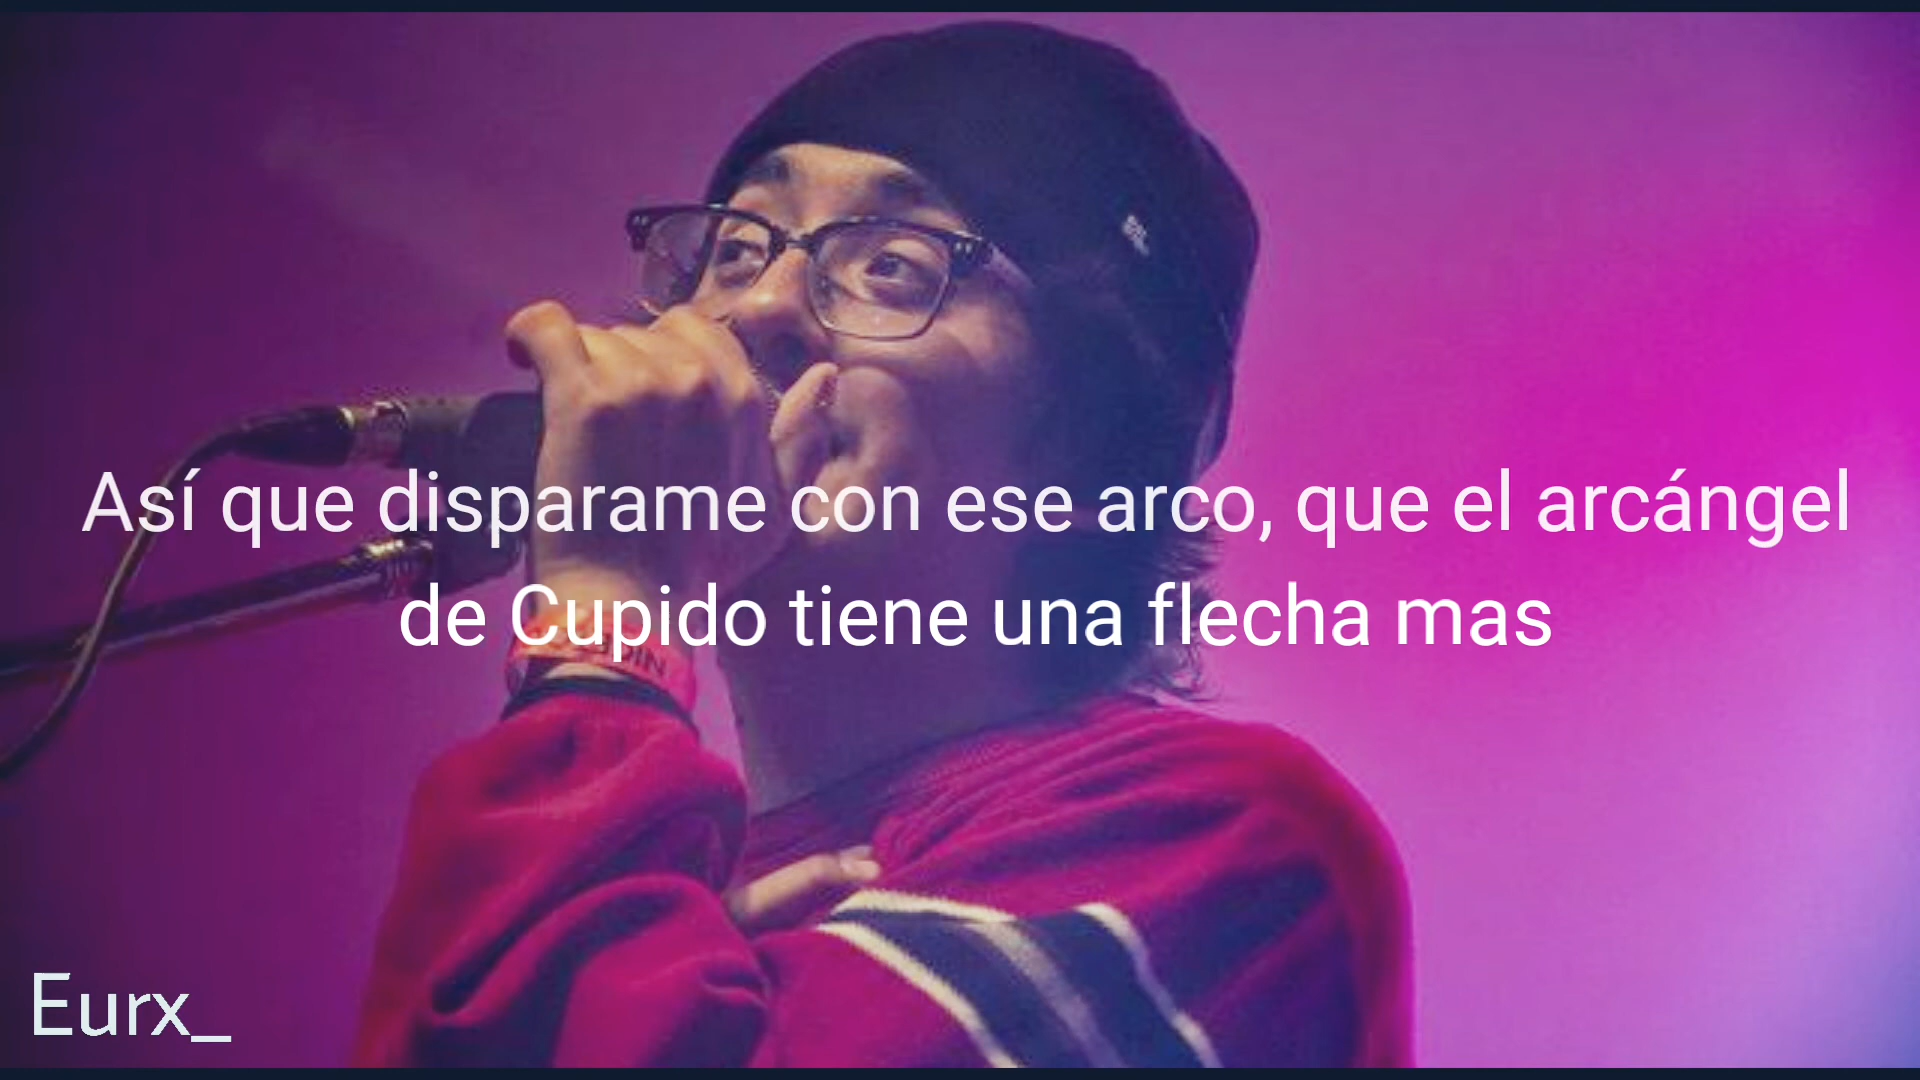 Así que disparame con ese arco, que el arcángel
de Cupido tiene una flecha mas
Eurx_